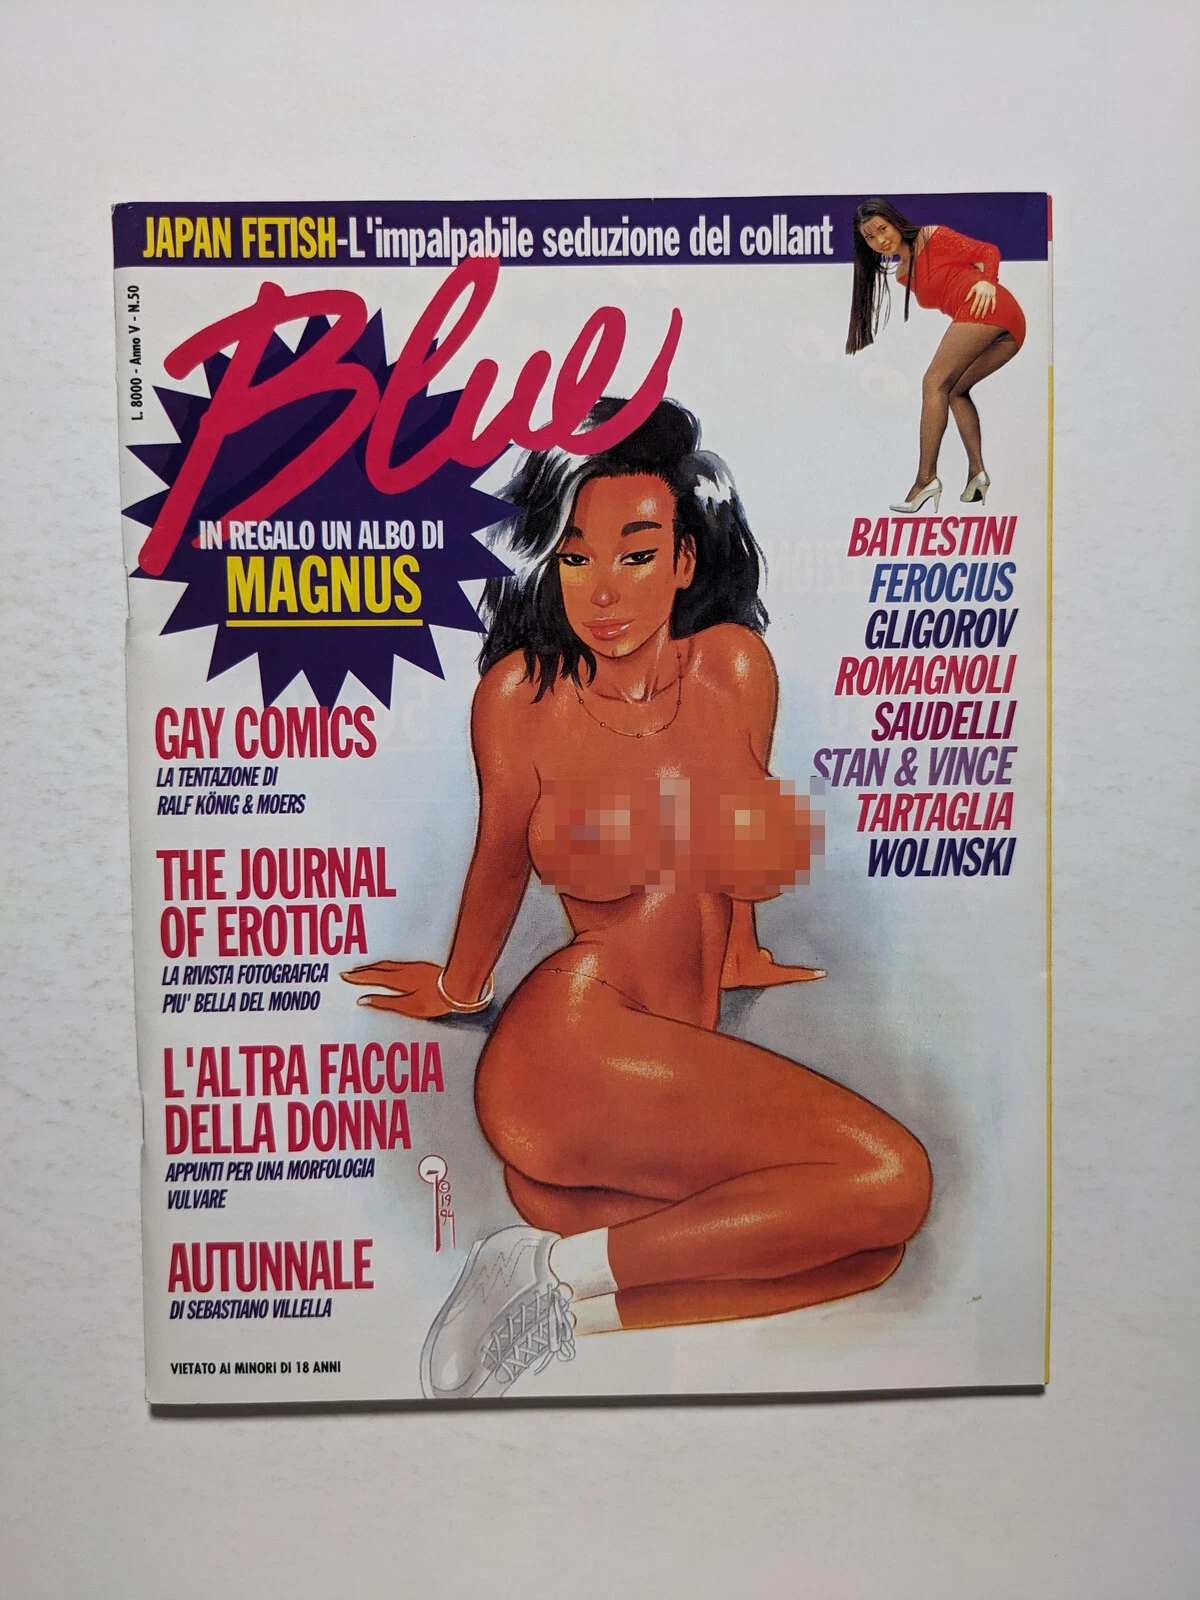 JAPAN FETISH-L'impalpabile seduzione del collant
L. 8000 - Anno V - N.50
Blue
IN REGALO UN ALBO DI
MAGNUS
GAY COMICS
LA TENTAZIONE DI
RALF KÖNIG & MOERS
THE JOURNAL
OF EROTICA
LA RIVISTA FOTOGRAFICA
PIU' BELLA DEL MONDO
L'ALTRA FACCIA
DELLA DONNA
APPUNTI PER UNA MORFOLOGIA
VULVARE
AUTUNNALE
DI SEBASTIANO VILLELLA
VIETATO AI MINORI DI 18 ANNI
BATTESTINI
FEROCIUS
GLIGOROV
ROMAGNOLI
SAUDELLI
STAN & VINCE
TARTAGLIA
WOLINSKI
©
19
94